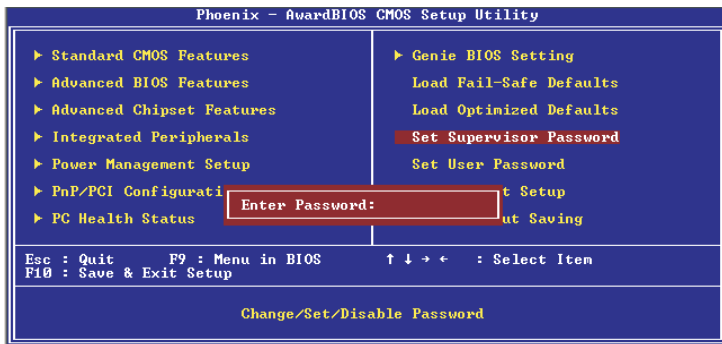 Phoenix - AwardBIOS CMOS Setup Utility
▶ Standard CMOS Features
▶ Advanced BIOS Features
▶ Advanced Chipset Features
▶ Integrated Peripherals
▶ Power Management Setup
▶ PnP/PCI Configurati
▶ PC Health Status
▶ Genie BIOS Setting
Load Fail-Safe Defaults
Load Optimized Defaults
Set Supervisor Password
Set User Password
t Setup
ut Saving
Enter Password:
Esc : Quit F9 : Menu in BIOS ↑ ↓ → ← : Select Item
F10 : Save & Exit Setup
Change/Set/Disable Password